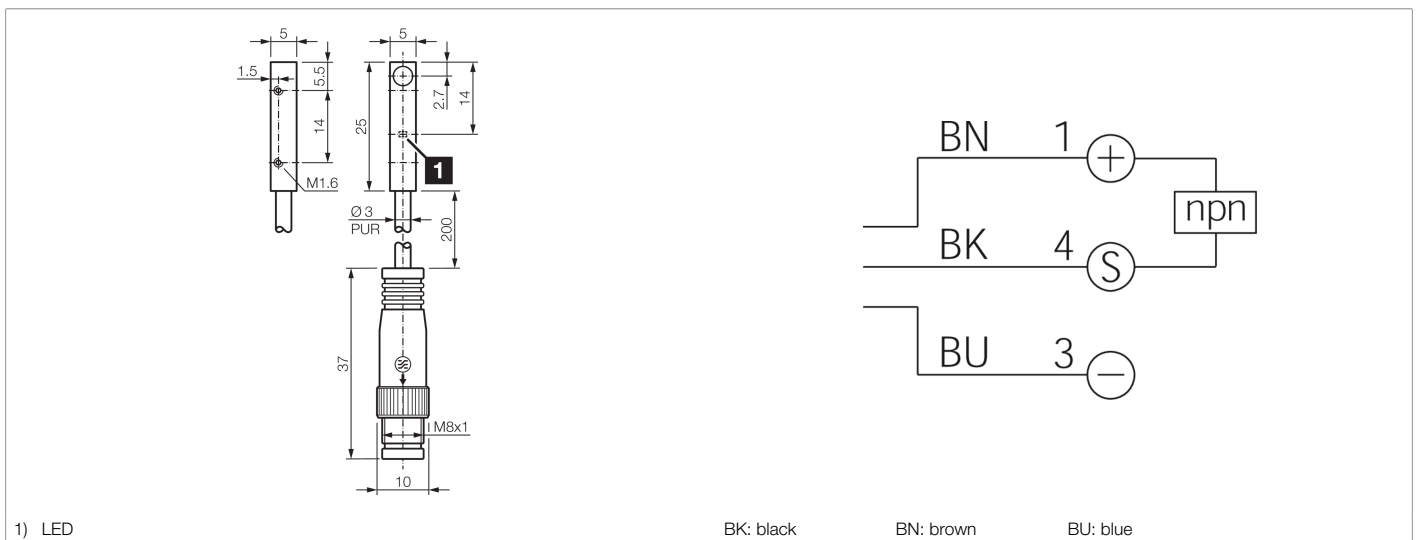 5
5
1.5
5.5
2.7
14
14
25
1
M1.6
Ø 3
PUR
200
37
M8x1
10
BN 1 +
npn
BK 4 S
BU 3 −
1) LED
BK: black BN: brown BU: blue